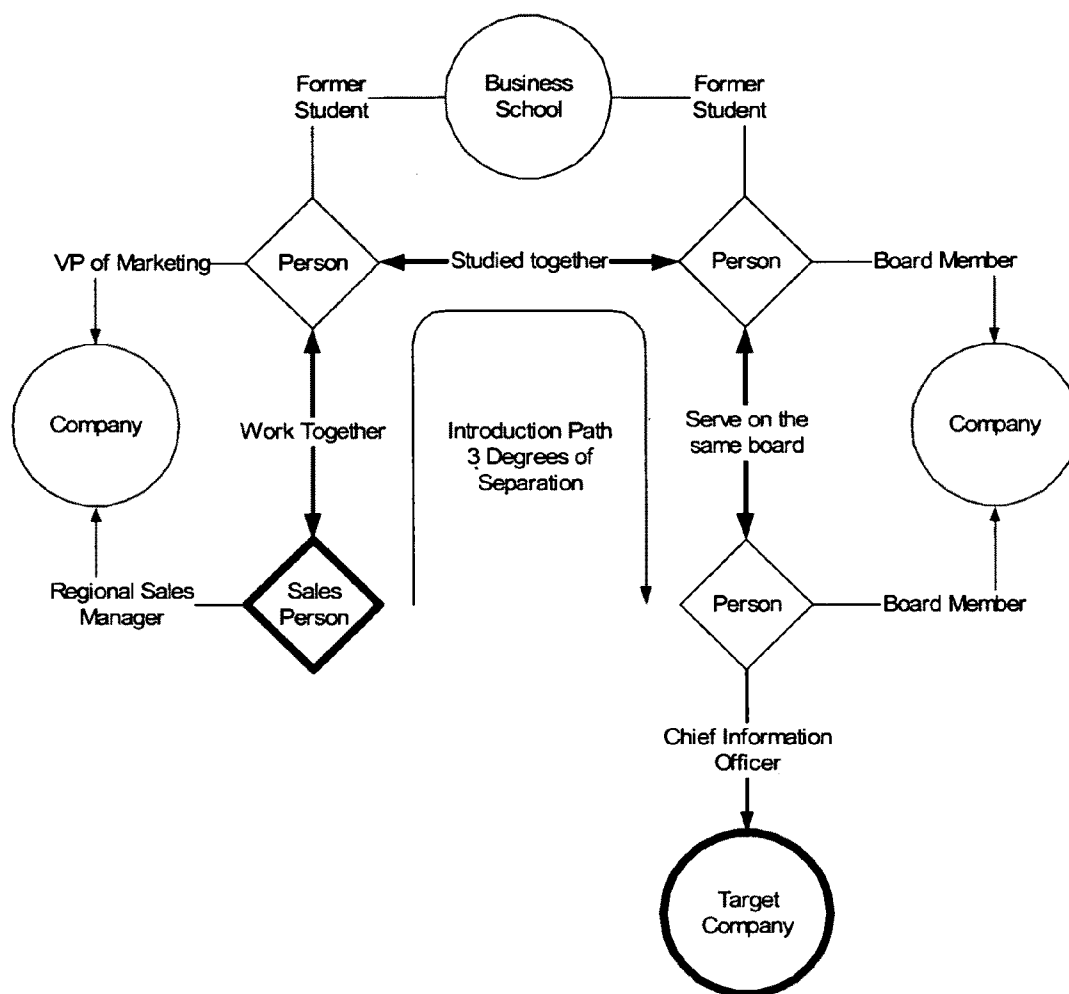 Business
School
Former
Student
Former
Student
VP of Marketing
Person
Studied together
Person
Board Member
Company
Work Together
Introduction Path
3 Degrees of
Separation
Serve on the
same board
Company
Regional Sales
Manager
Sales
Person
Person
Board Member
Chief Information
Officer
Target
Company